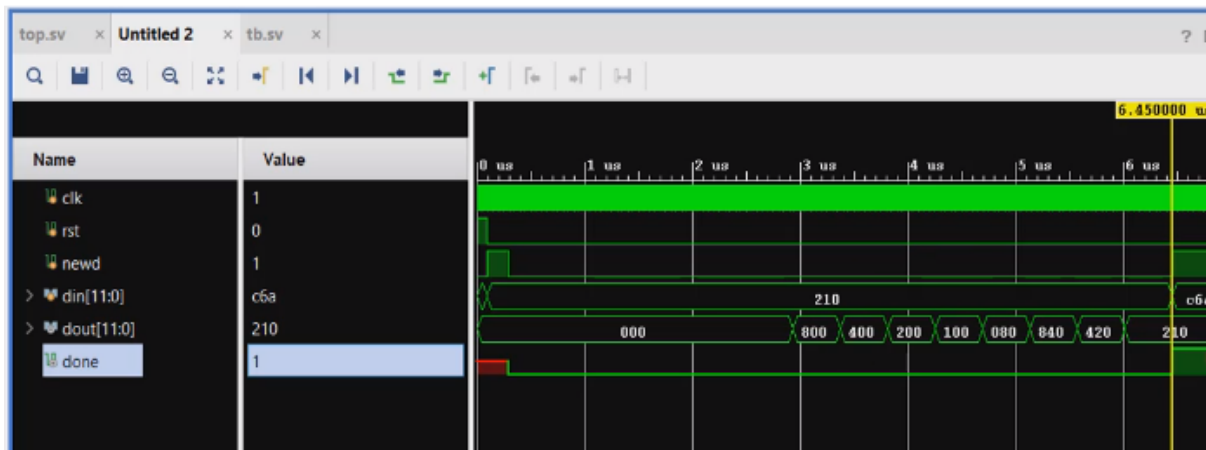 top.sv × Untitled 2 × tb.sv × ?
6.450000 us
Name Value 0 us 1 us 2 us 3 us 4 us 5 us 6 us
clk 1
rst 0
newd 1
din[11:0] c6a 210 c6a
dout[11:0] 210 000 800 400 200 100 080 840 420 210
done 1